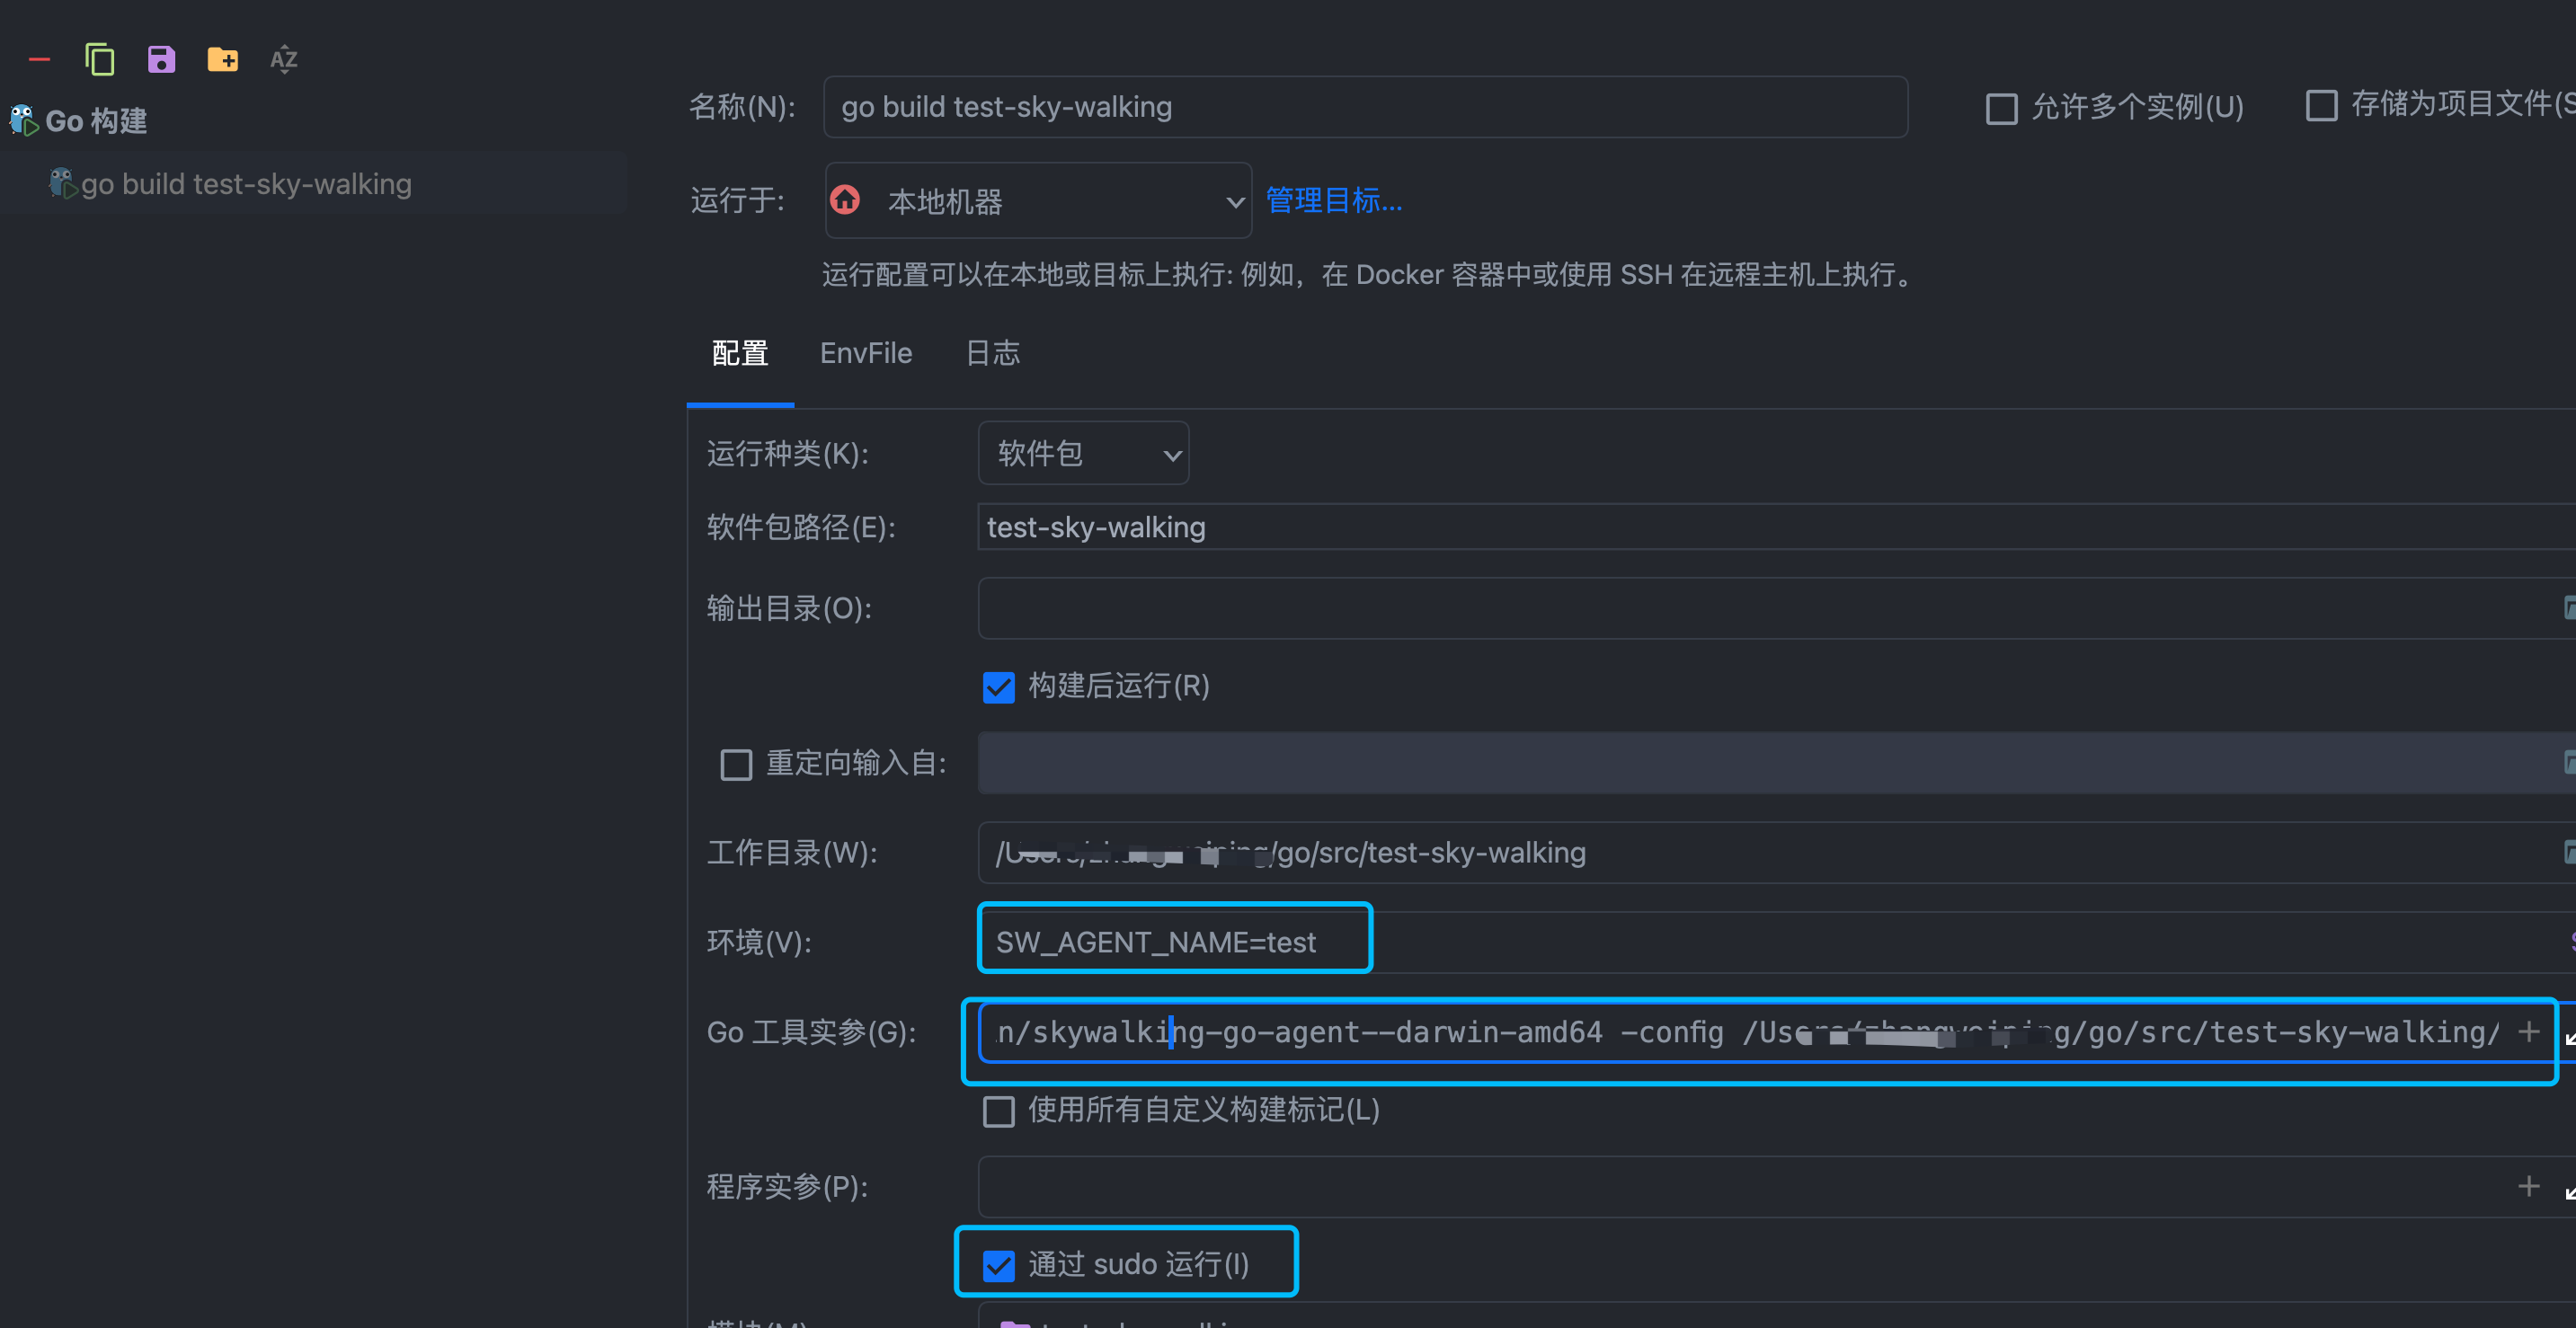 AZ
Go 构建
go build test-sky-walking
名称(N): go build test-sky-walking 允许多个实例(U) 存储为项目文件(S
运行于: 本地机器 管理目标...
运行配置可以在本地或目标上执行: 例如，在 Docker 容器中或使用 SSH 在远程主机上执行。
配置 EnvFile 日志
运行种类(K): 软件包
软件包路径(E): test-sky-walking
输出目录(O):
构建后运行(R)
重定向输入自:
工作目录(W): /go/src/test-sky-walking
环境(V): SW_AGENT_NAME=test
Go 工具实参(G): n/skywalking-go-agent--darwin-amd64 -config /Us g/go/src/test-sky-walking/
使用所有自定义构建标记(L)
程序实参(P):
通过 sudo 运行(I)